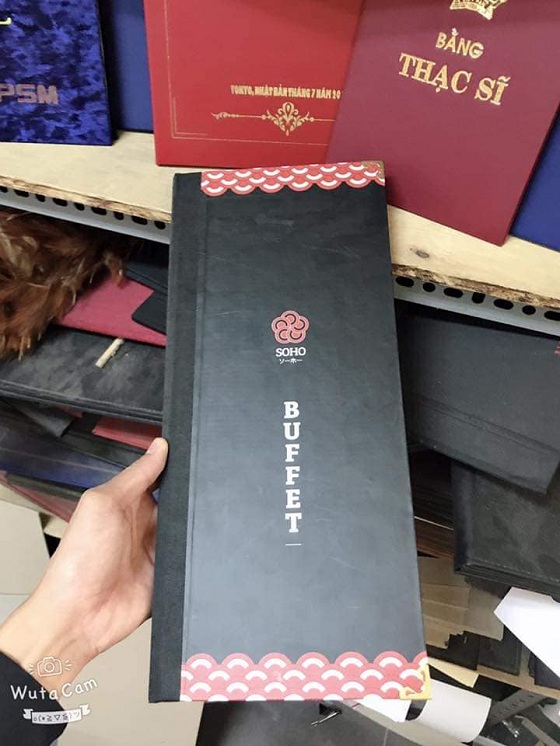 PSM
TOKYO, NHẬT BẢN THÁNG 7 NĂM 20
BẰNG
THẠC SĨ
SOHO
ソーホー
BUFFET
WutaCam